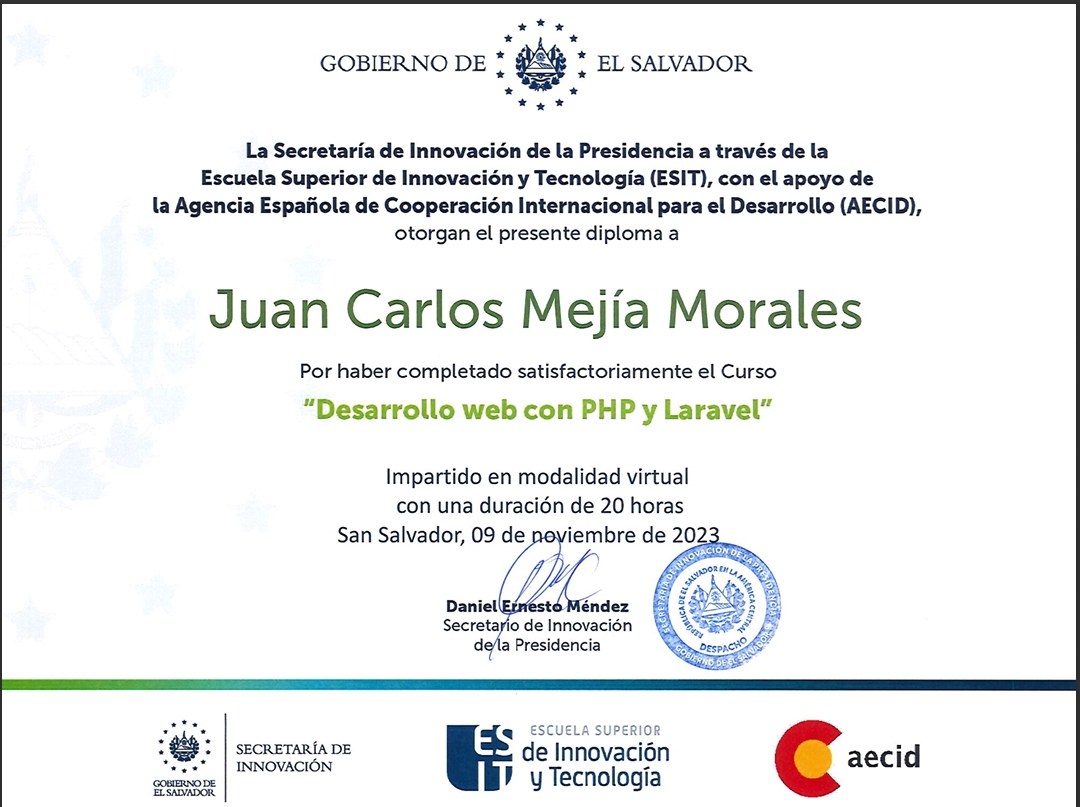 GOBIERNO DE EL SALVADOR
La Secretaría de Innovación de la Presidencia a través de la
Escuela Superior de Innovación y Tecnología (ESIT), con el apoyo de
la Agencia Española de Cooperación Internacional para el Desarrollo (AECID),
otorgan el presente diploma a
Juan Carlos Mejía Morales
Por haber completado satisfactoriamente el Curso
“Desarrollo web con PHP y Laravel”
Impartido en modalidad virtual
con una duración de 20 horas
San Salvador, 09 de noviembre de 2023
Daniel Ernesto Méndez
Secretario de Innovación
de la Presidencia
SECRETARÍA DE INNOVACIÓN DE LA PRESIDENCIA
REPÚBLICA DE EL SALVADOR EN LA AMÉRICA CENTRAL
DESPACHO
GOBIERNO DE EL SALVADOR
GOBIERNO DE
EL SALVADOR
SECRETARÍA DE
INNOVACIÓN
ESIT
ESCUELA SUPERIOR
de Innovación
y Tecnología
aecid